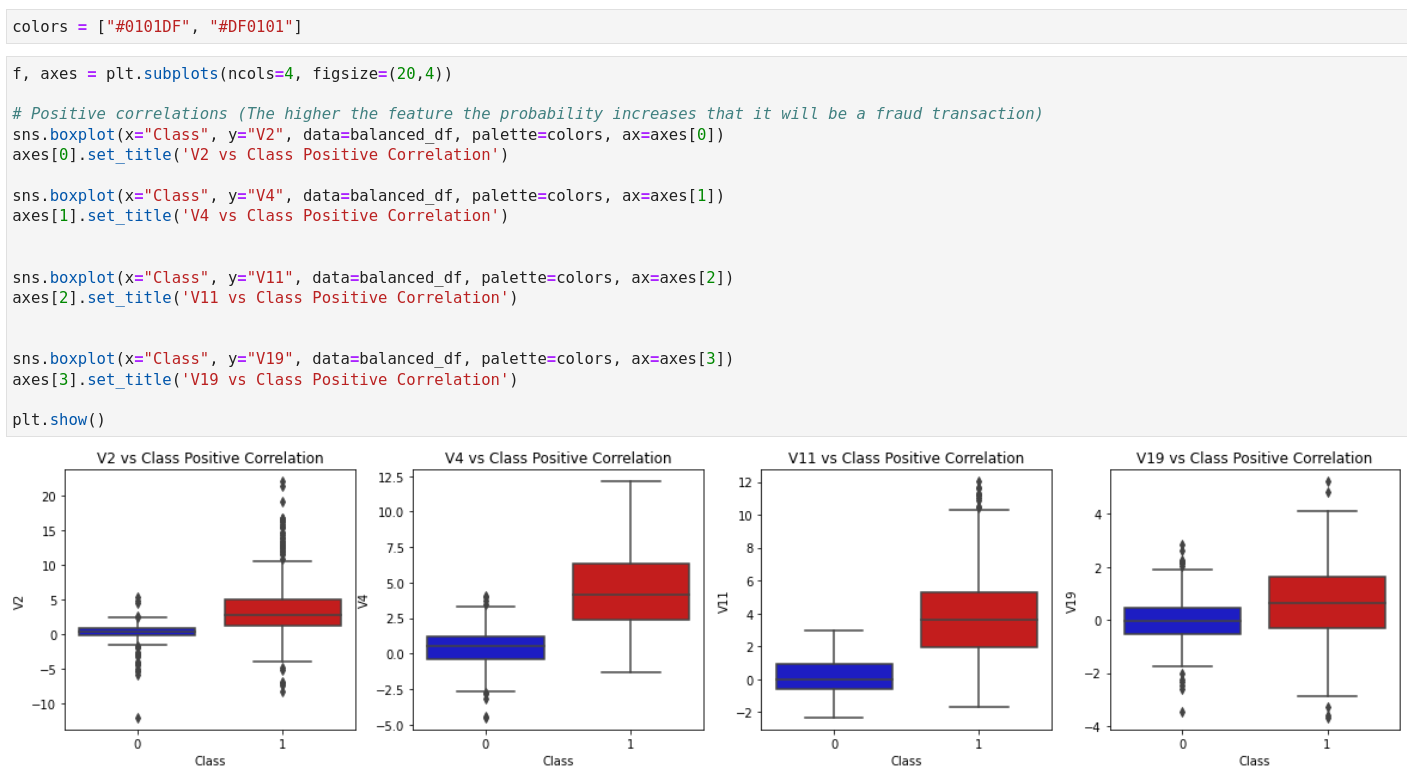 colors = ["#0101DF", "#DF0101"]
f, axes = plt.subplots(ncols=4, figsize=(20,4))
# Positive correlations (The higher the feature the probability increases that it will be a fraud transaction)
sns.boxplot(x="Class", y="V2", data=balanced_df, palette=colors, ax=axes[0])
axes[0].set_title('V2 vs Class Positive Correlation')
sns.boxplot(x="Class", y="V4", data=balanced_df, palette=colors, ax=axes[1])
axes[1].set_title('V4 vs Class Positive Correlation')
sns.boxplot(x="Class", y="V11", data=balanced_df, palette=colors, ax=axes[2])
axes[2].set_title('V11 vs Class Positive Correlation')
sns.boxplot(x="Class", y="V19", data=balanced_df, palette=colors, ax=axes[3])
axes[3].set_title('V19 vs Class Positive Correlation')
plt.show()
V2 vs Class Positive Correlation
20
15
10
5
0
−5
−10
V2
0 1
Class
V4 vs Class Positive Correlation
12.5
10.0
7.5
5.0
2.5
0.0
−2.5
−5.0
V4
0 1
Class
V11 vs Class Positive Correlation
12
10
8
6
4
2
0
−2
V11
0 1
Class
V19 vs Class Positive Correlation
4
2
0
−2
−4
V19
0 1
Class